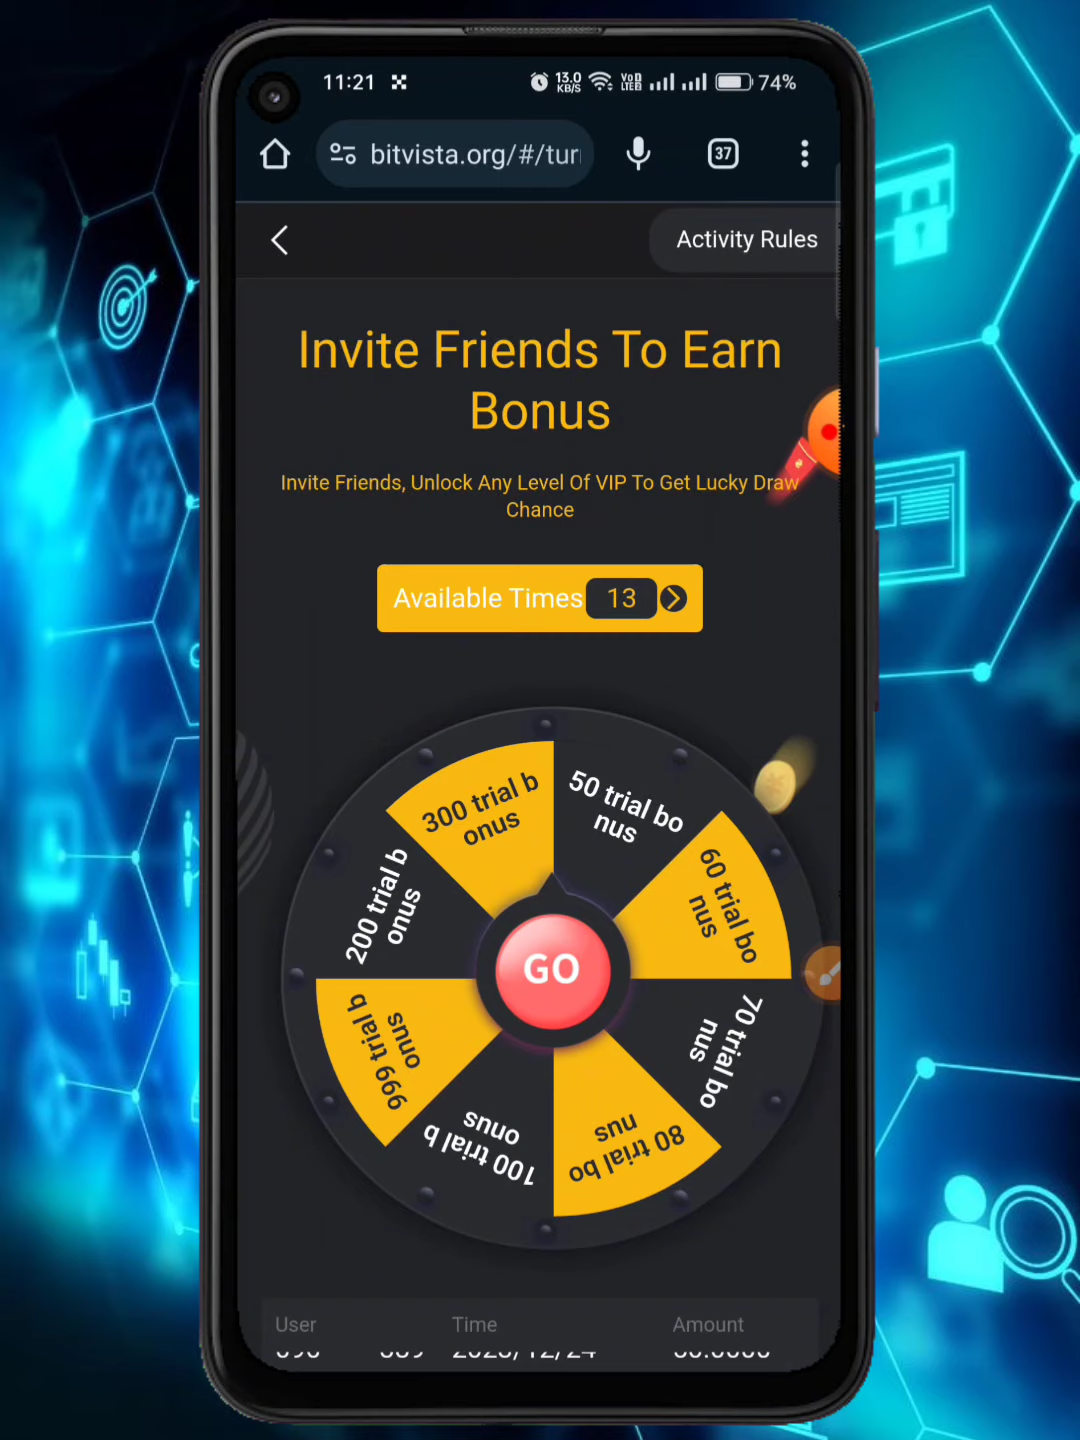 11:21
13.0
KB/S
Vo
LTE 2
74%
bitvista.org/#/tur
37
Activity Rules
Invite Friends To Earn
Bonus
Invite Friends, Unlock Any Level Of VIP To Get Lucky Draw
Chance
Available Times 13
300 trial b
onus
50 trial bo
nus
60 trial bo
nus
70 trial bo
nus
80 trial bo
nus
100 trial b
onus
999 trial b
onus
200 trial b
onus
GO
User Time Amount